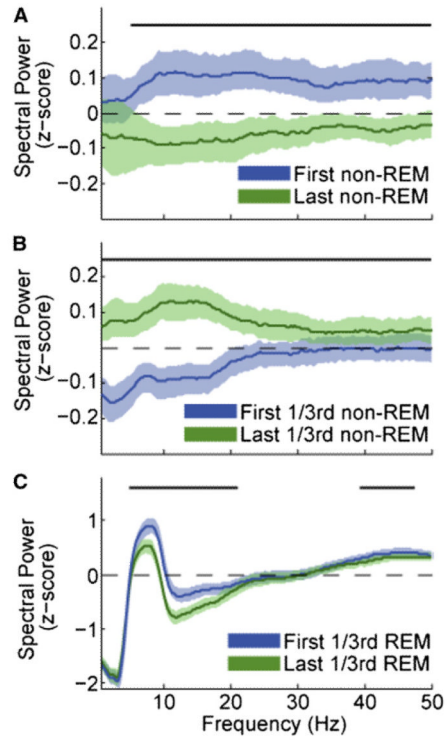 A
Spectral Power
(z-score)
0.2
0.1
0
−0.1
−0.2
First non-REM
Last non-REM
B
Spectral Power
(z-score)
0.2
0.1
−0.1
−0.2
First 1/3rd non-REM
Last 1/3rd non-REM
C
Spectral Power
(z-score)
1
0
−1
−2
First 1/3rd REM
Last 1/3rd REM
10 20 30 40 50
Frequency (Hz)